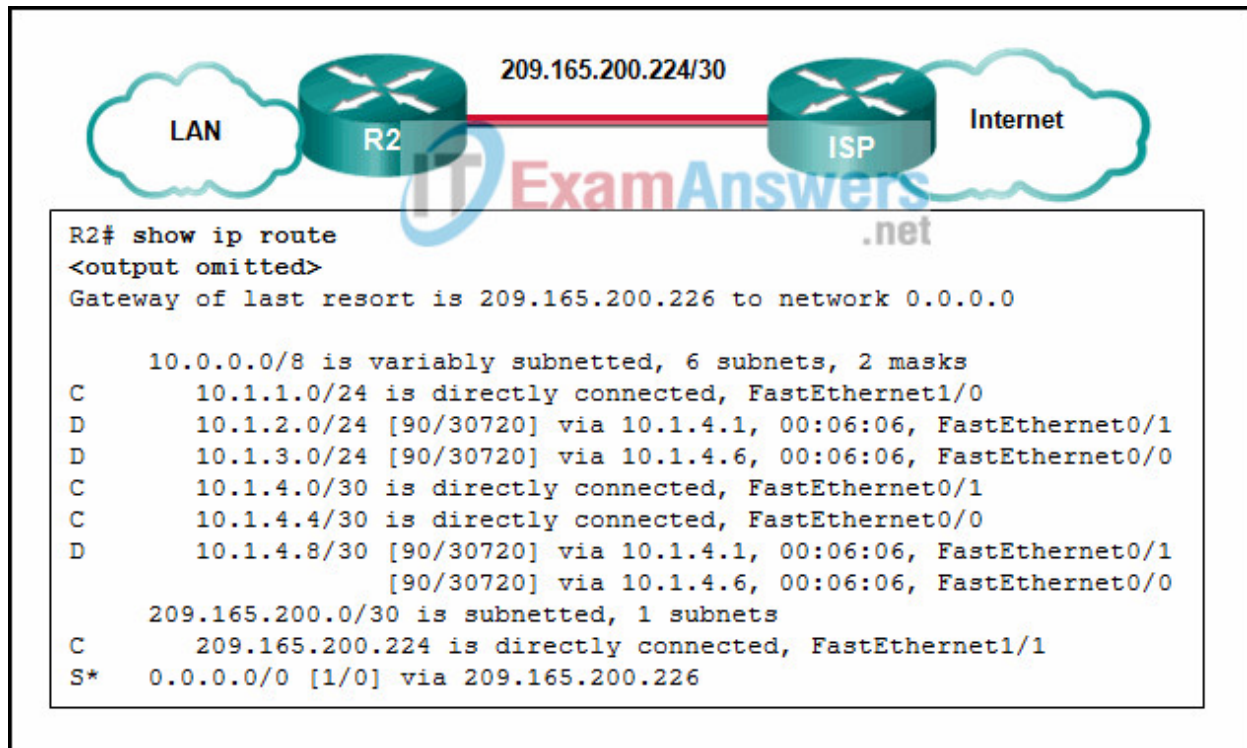 209.165.200.224/30
LAN
R2
ISP
Internet
ITExamAnswers
.net
R2# show ip route
<output omitted>
Gateway of last resort is 209.165.200.226 to network 0.0.0.0
10.0.0.0/8 is variably subnetted, 6 subnets, 2 masks
C 10.1.1.0/24 is directly connected, FastEthernet1/0
D 10.1.2.0/24 [90/30720] via 10.1.4.1, 00:06:06, FastEthernet0/1
D 10.1.3.0/24 [90/30720] via 10.1.4.6, 00:06:06, FastEthernet0/0
C 10.1.4.0/30 is directly connected, FastEthernet0/1
C 10.1.4.4/30 is directly connected, FastEthernet0/0
D 10.1.4.8/30 [90/30720] via 10.1.4.1, 00:06:06, FastEthernet0/1
[90/30720] via 10.1.4.6, 00:06:06, FastEthernet0/0
209.165.200.0/30 is subnetted, 1 subnets
C 209.165.200.224 is directly connected, FastEthernet1/1
S* 0.0.0.0/0 [1/0] via 209.165.200.226